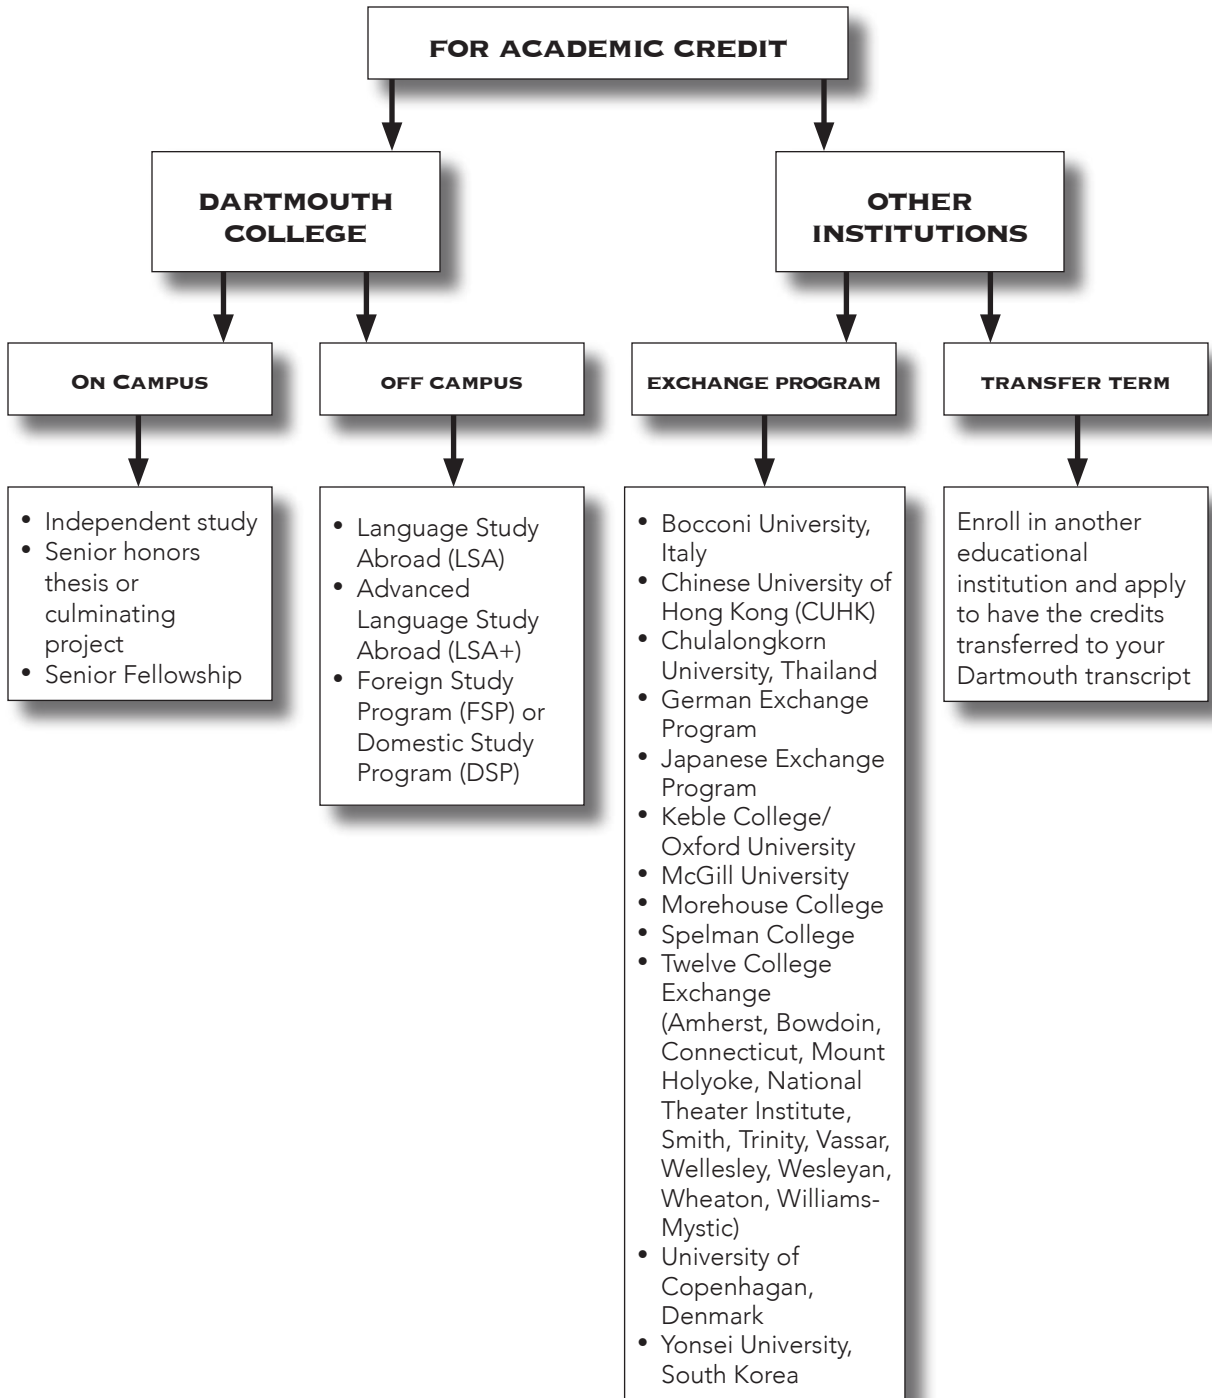 FOR ACADEMIC CREDIT
DARTMOUTH
COLLEGE
OTHER
INSTITUTIONS
ON CAMPUS
OFF CAMPUS
EXCHANGE PROGRAM
TRANSFER TERM
• Independent study
• Senior honors
thesis or
culminating
project
• Senior Fellowship
• Language Study
Abroad (LSA)
• Advanced
Language Study
Abroad (LSA+)
• Foreign Study
Program (FSP) or
Domestic Study
Program (DSP)
• Bocconi University,
Italy
• Chinese University of
Hong Kong (CUHK)
• Chulalongkorn
University, Thailand
• German Exchange
Program
• Japanese Exchange
Program
• Keble College/
Oxford University
• McGill University
• Morehouse College
• Spelman College
• Twelve College
Exchange
(Amherst, Bowdoin,
Connecticut, Mount
Holyoke, National
Theater Institute,
Smith, Trinity, Vassar,
Wellesley, Wesleyan,
Wheaton, Williams-
Mystic)
• University of
Copenhagan,
Denmark
• Yonsei University,
South Korea
Enroll in another
educational
institution and apply
to have the credits
transferred to your
Dartmouth transcript